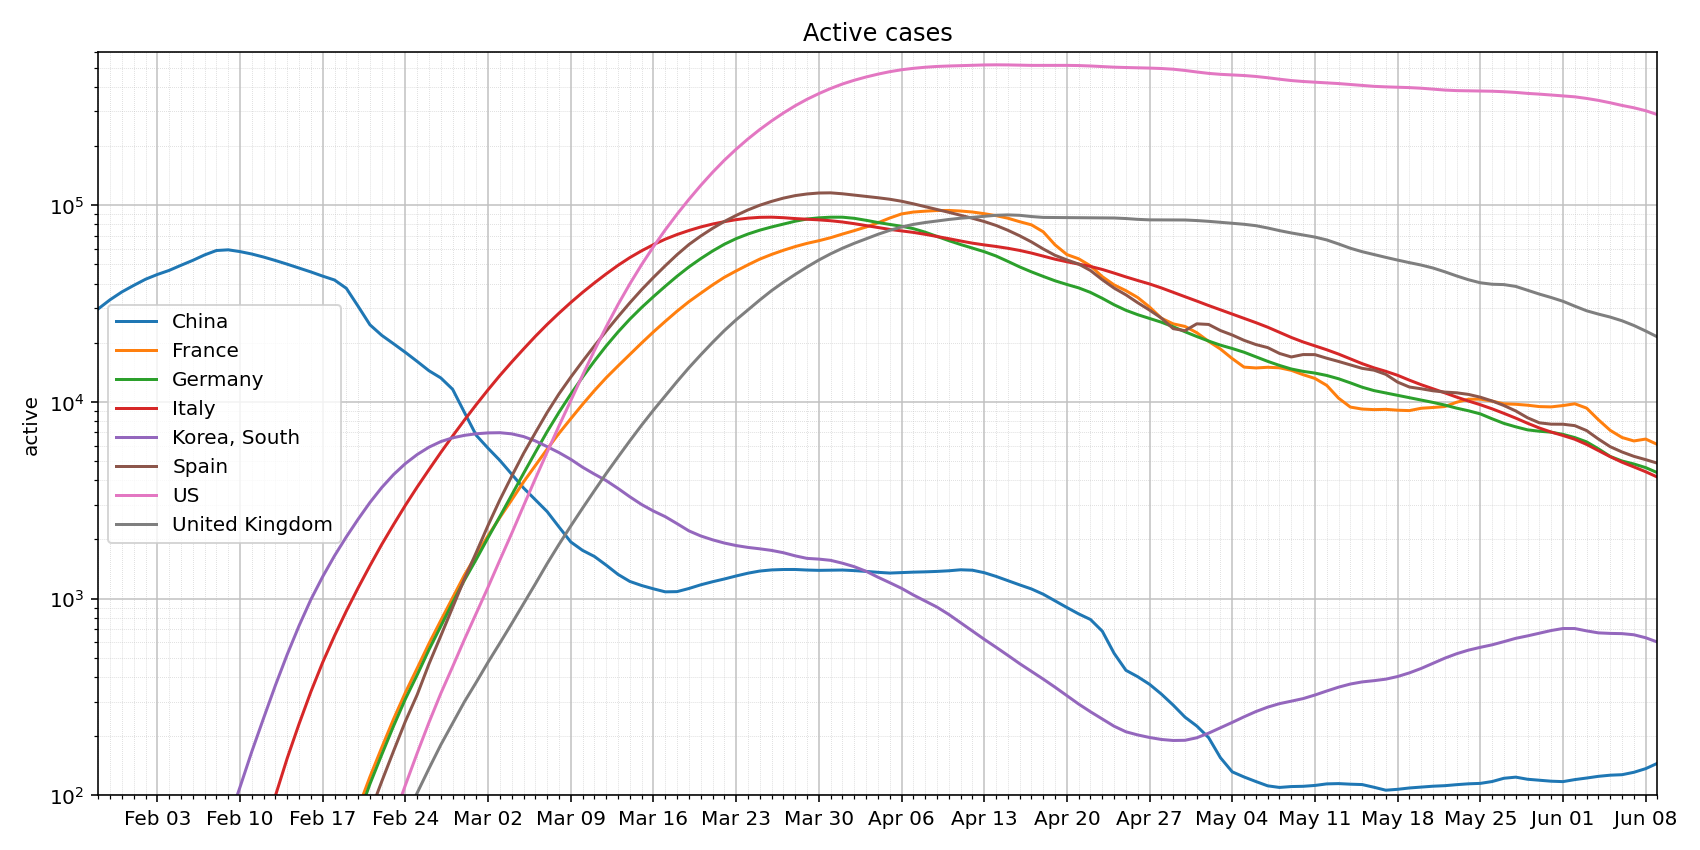 Active cases
active
10^5
10^4
10^3
10^2
China
France
Germany
Italy
Korea, South
Spain
US
United Kingdom
Feb 03 Feb 10 Feb 17 Feb 24 Mar 02 Mar 09 Mar 16 Mar 23 Mar 30 Apr 06 Apr 13 Apr 20 Apr 27 May 04 May 11 May 18 May 25 Jun 01 Jun 08